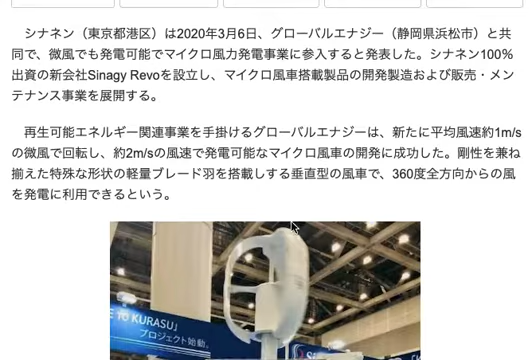 シナネン（東京都港区）は2020年3月6日、グローバルエナジー（静岡県浜松市）と共
同で、微風でも発電可能でマイクロ風力発電事業に参入すると発表した。シナネン100%
出資の新会社Sinagy Revoを設立し、マイクロ風車搭載製品の開発製造および販売・メン
テナンス事業を展開する。
再生可能エネルギー関連事業を手掛けるグローバルエナジーは、新たに平均風速約1m/s
の微風で回転し、約2m/sの風速で発電可能なマイクロ風車の開発に成功した。剛性を兼ね
揃えた特殊な形状の軽量ブレード羽を搭載しする垂直型の風車で、360度全方向からの風
を発電に利用できるという。
KURASU」
プロジェクト始動。